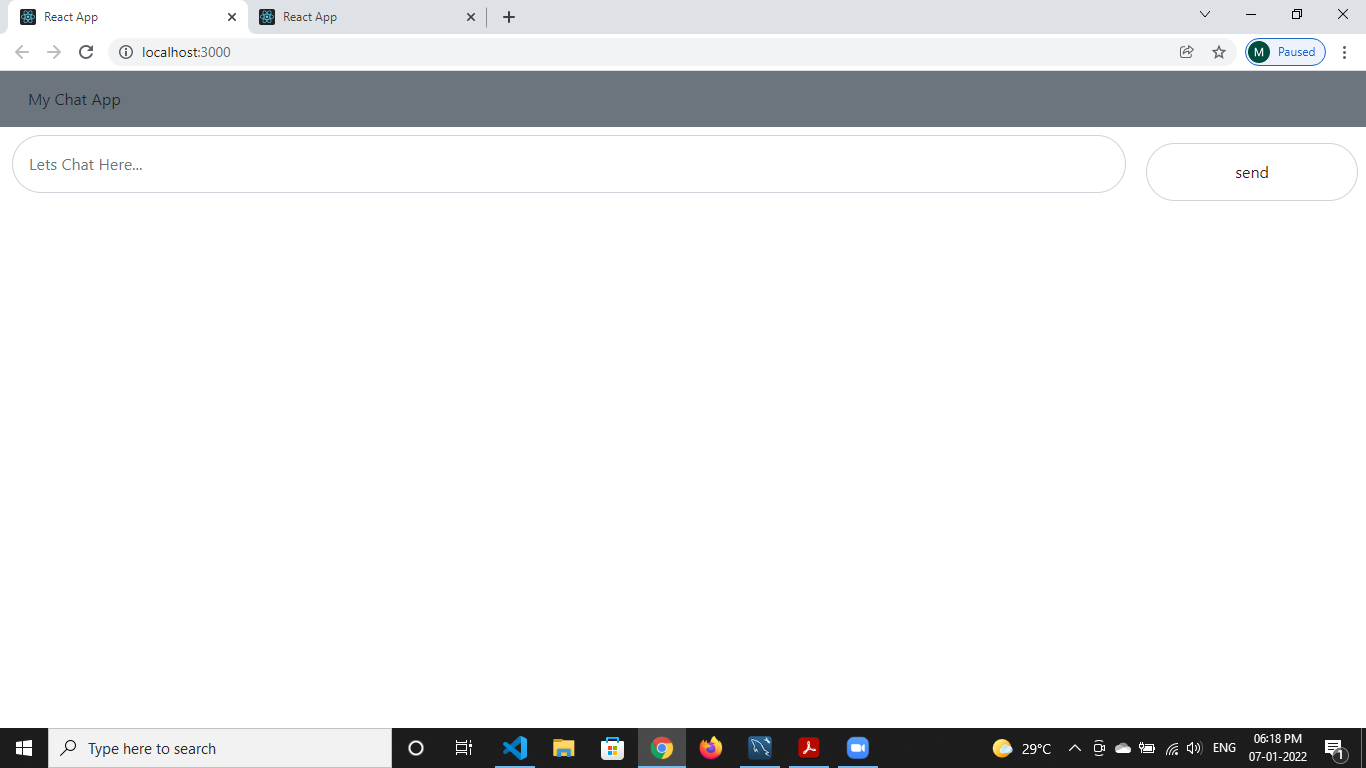 React App
React App
localhost:3000
M
Paused
My Chat App
Lets Chat Here...
send
Type here to search
29°C
ENG
06:18 PM
07-01-2022
1